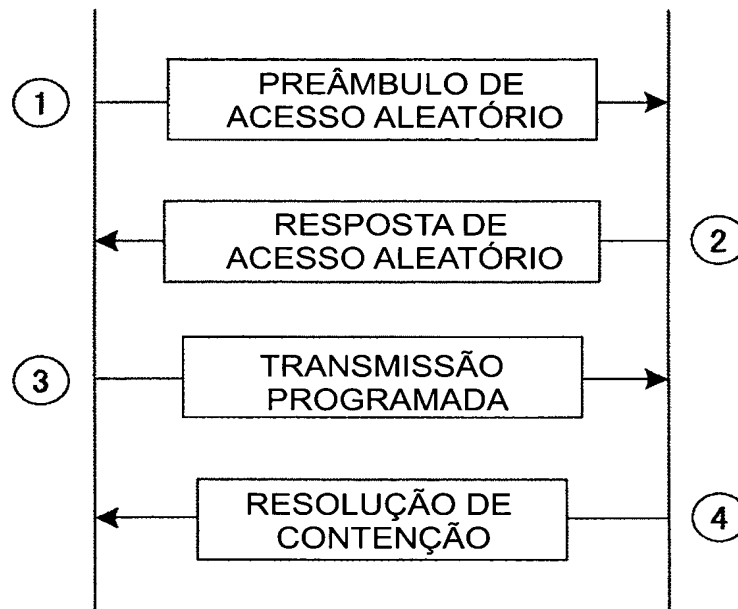 1
PREÂMBULO DE
ACESSO ALEATÓRIO
RESPOSTA DE
ACESSO ALEATÓRIO
2
3
TRANSMISSÃO
PROGRAMADA
RESOLUÇÃO DE
CONTENÇÃO
4